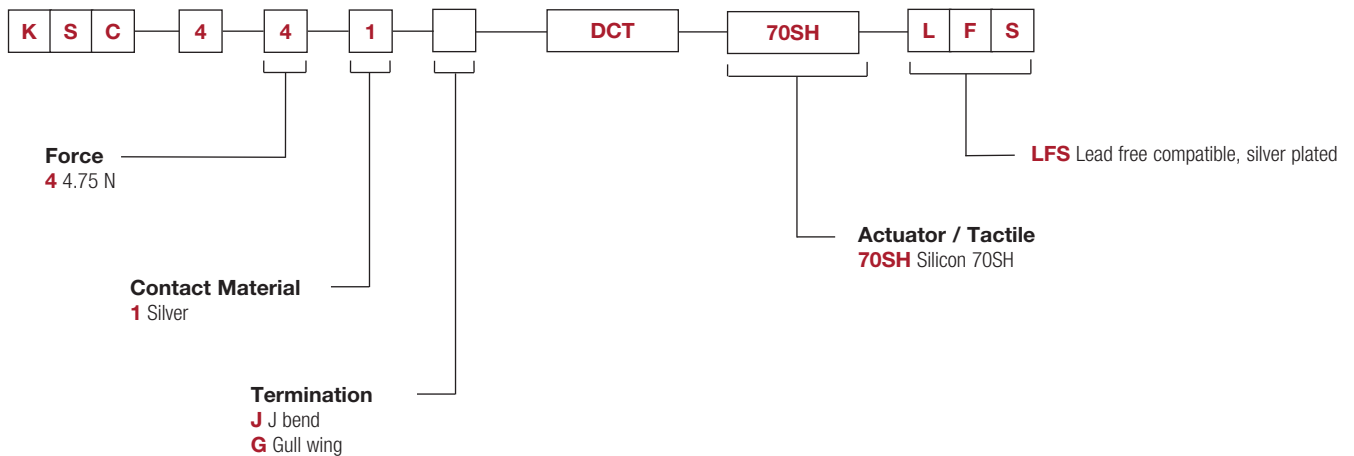 K S C 4 4 1 DCT 70SH L F S
Force
4 4.75 N
LFS Lead free compatible, silver plated
Actuator / Tactile
70SH Silicon 70SH
Contact Material
1 Silver
Termination
J J bend
G Gull wing